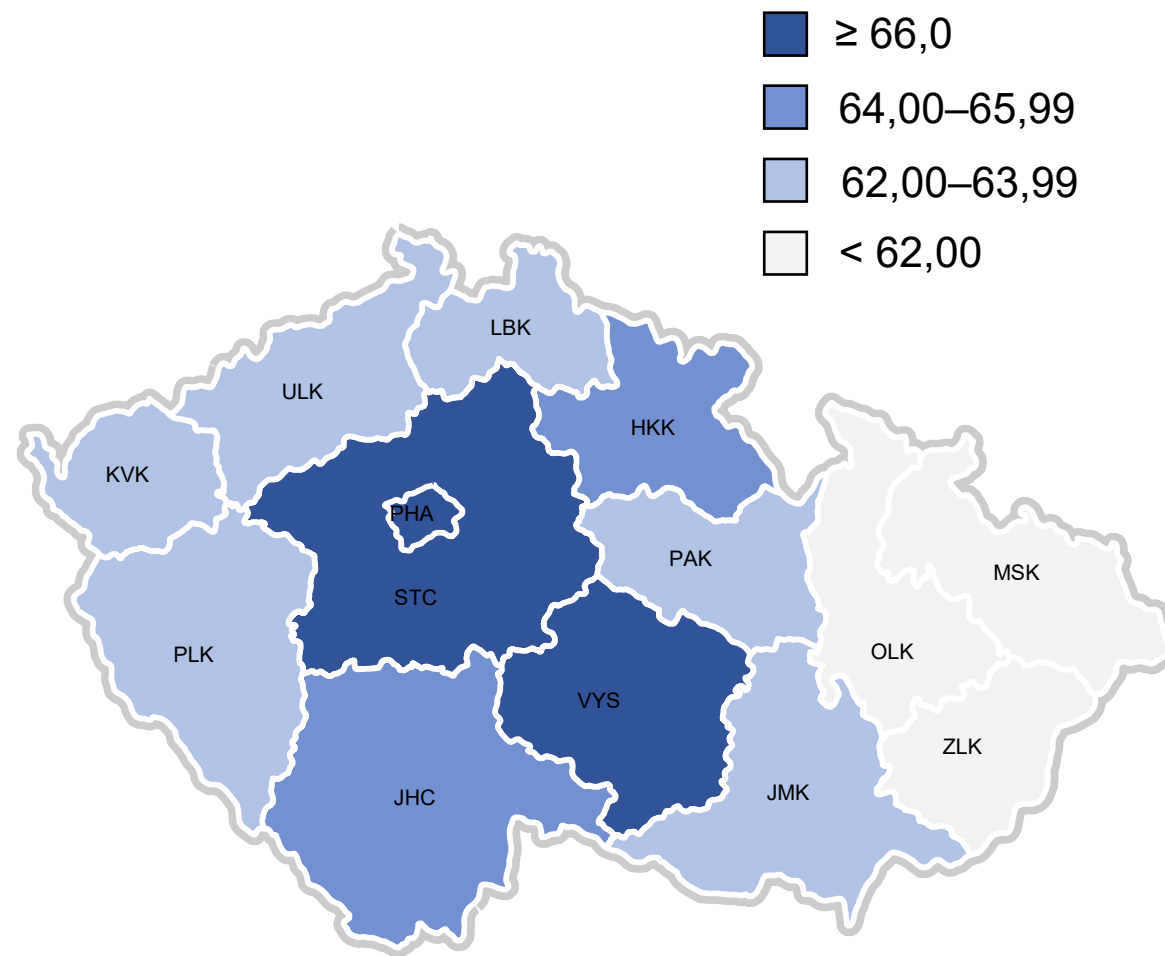 ≥ 66,0
64,00–65,99
62,00–63,99
< 62,00
LBK
ULK
HKK
KVK
PHA
PAK
MSK
STC
OLK
PLK
VYS
ZLK
JMK
JHC